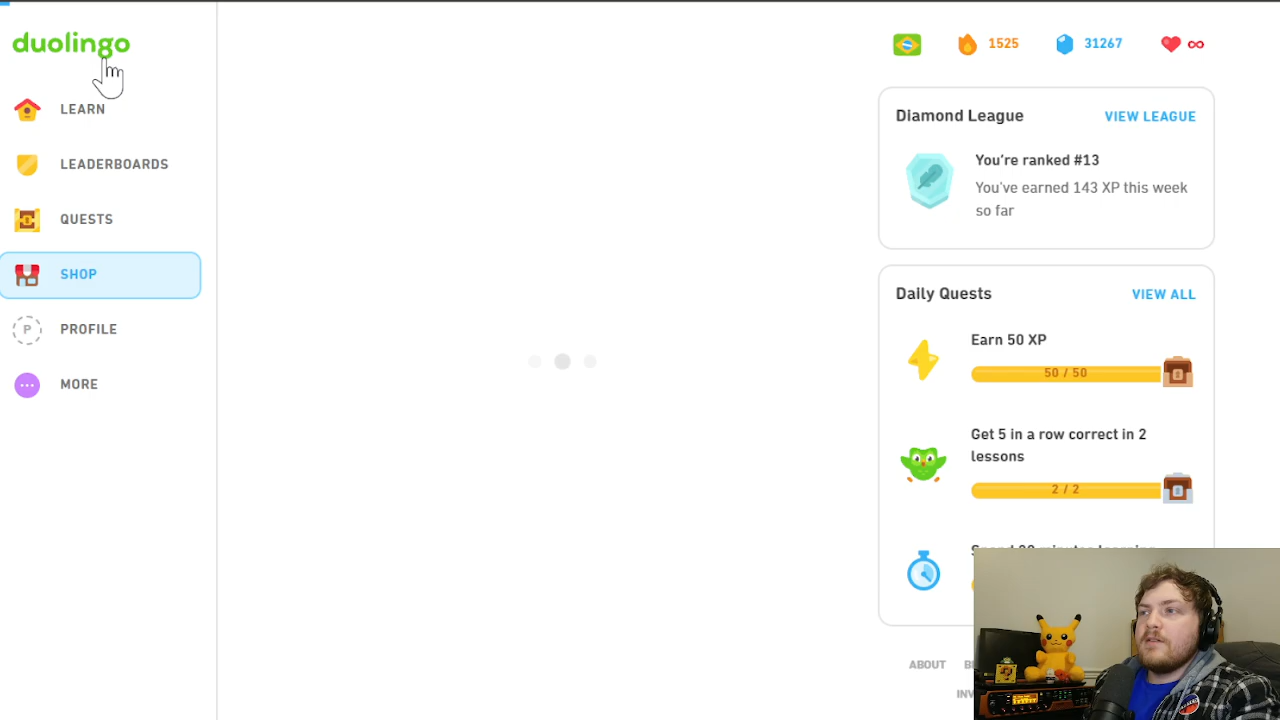 duolingo
LEARN
LEADERBOARDS
QUESTS
SHOP
P
PROFILE
MORE
1525
31267
∞
Diamond League
VIEW LEAGUE
You're ranked #13
You've earned 143 XP this week
so far
Daily Quests
VIEW ALL
Earn 50 XP
50 / 50
Get 5 in a row correct in 2
lessons
2 / 2
ABOUT